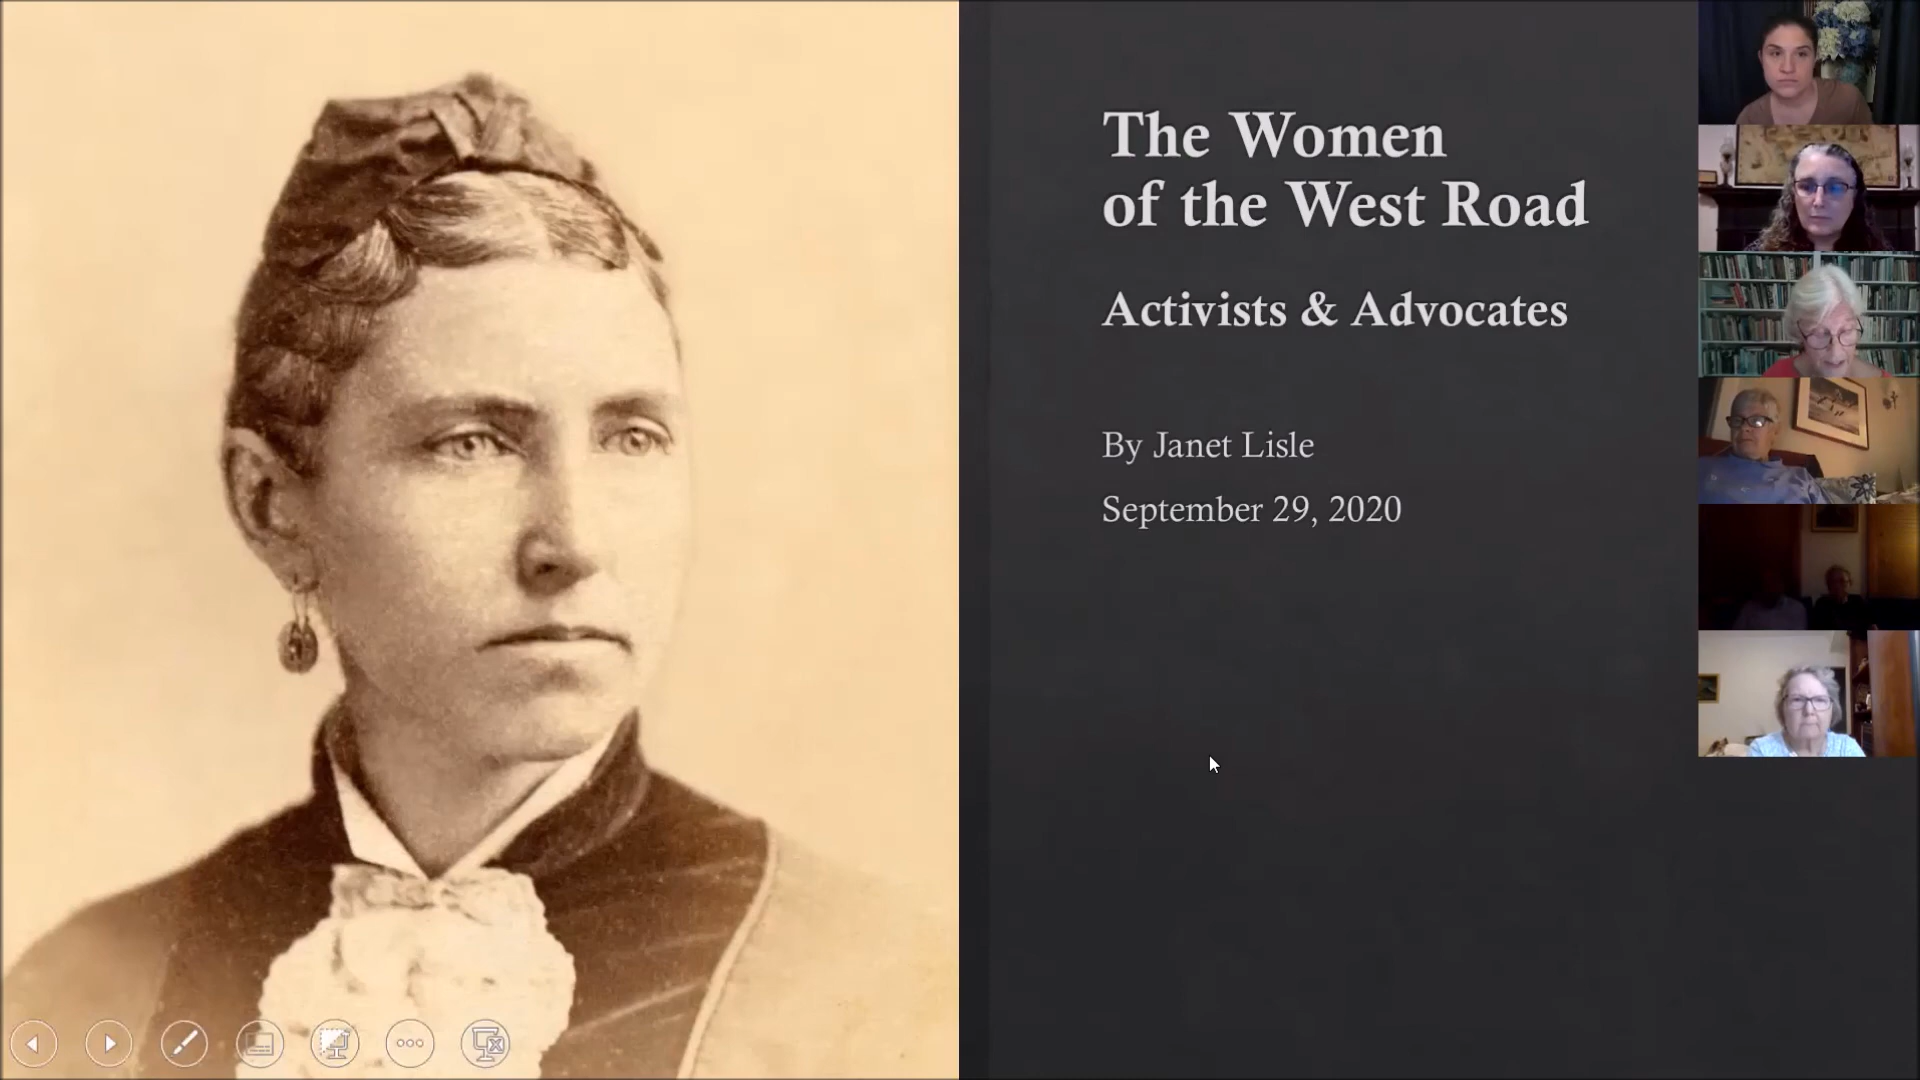 The Women
of the West Road
Activists & Advocates
By Janet Lisle
September 29, 2020